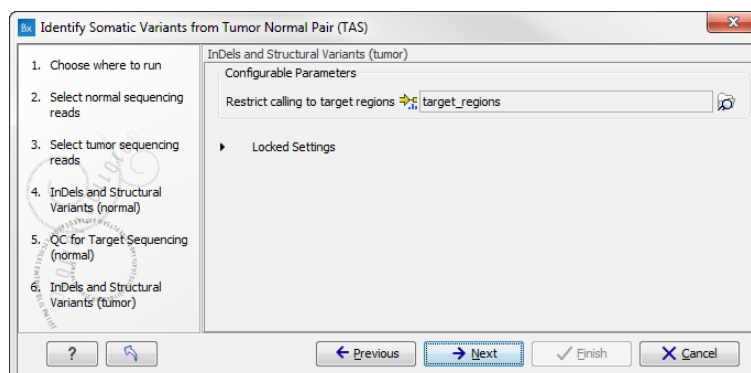 Bx Identify Somatic Variants from Tumor Normal Pair (TAS)
x
1. Choose where to run
2. Select normal sequencing
reads
3. Select tumor sequencing
reads
4. InDels and Structural
Variants (normal)
5. QC for Target Sequencing
(normal)
6. InDels and Structural
Variants (tumor)
InDels and Structural Variants (tumor)
Configurable Parameters
Restrict calling to target regions target_regions
Locked Settings
? Previous Next Finish Cancel